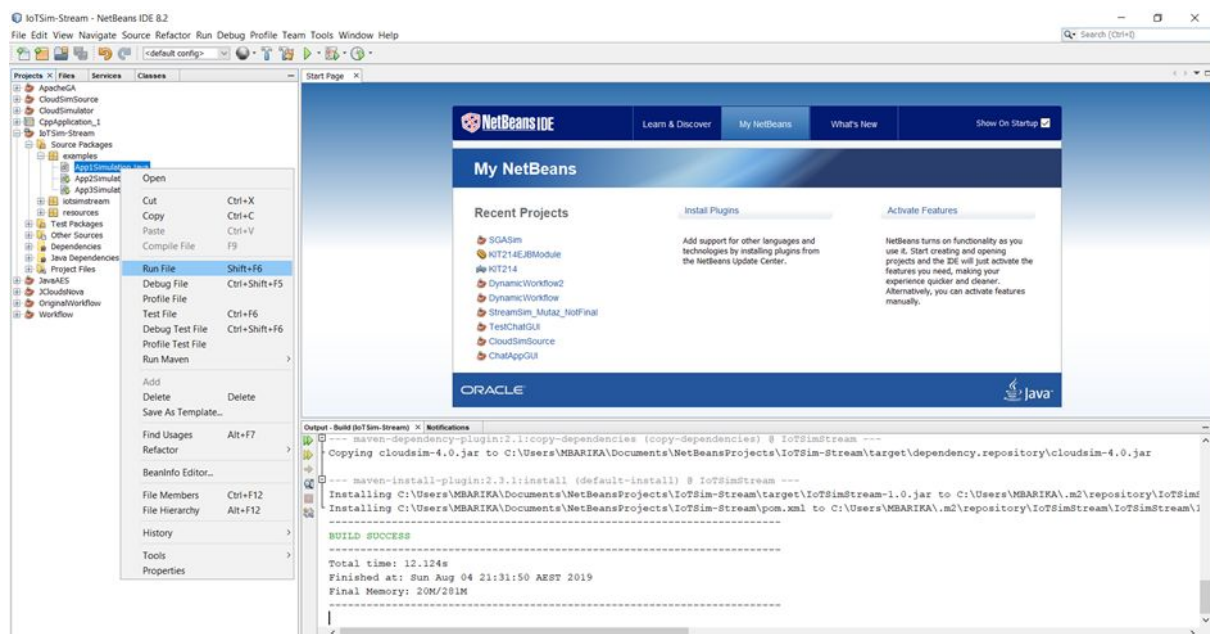 IoTSim-Stream - NetBeans IDE 8.2
File Edit View Navigate Source Refactor Run Debug Profile Team Tools Window Help
Search (Ctrl+I)
<default config>
Projects Files Services Classes
Start Page
ApacheGA
CloudSimSource
CloudSimulator
CppApplication_1
IoTSim-Stream
Source Packages
examples
App1Simulation.java
App2Simulat
App3Simulat
iotsimstream
resources
Test Packages
Other Sources
Dependencies
Java Dependencies
Project Files
JavaAES
JCloudsNova
OriginalWorkflow
Workflow
Open
Cut Ctrl+X
Copy Ctrl+C
Paste Ctrl+V
Compile File F9
Run File Shift+F6
Debug File Ctrl+Shift+F5
Profile File
Test File Ctrl+F6
Debug Test File Ctrl+Shift+F6
Profile Test File
Run Maven
Add
Delete Delete
Save As Template...
Find Usages Alt+F7
Refactor
BeanInfo Editor...
File Members Ctrl+F12
File Hierarchy Alt+F12
History
Tools
Properties
NetBeans IDE
Learn & Discover My NetBeans What's New Show On Startup
My NetBeans
Recent Projects
SGASim
KIT214EJBModule
KIT214
DynamicWorkflow2
DynamicWorkflow
StreamSim_Mutaz_NotFinal
TestChatGUI
CloudSimSource
ChatAppGUI
Install Plugins
Add support for other languages and
technologies by installing plugins from
the NetBeans Update Center.
Activate Features
NetBeans turns on functionality as you
use it. Start creating and opening
projects and the IDE will just activate the
features you need, making your
experience quicker and cleaner.
Alternatively, you can activate features
manually.
ORACLE
Java
Output - Build (IoTSim-Stream) Notifications
--- maven-dependency-plugin:2.1:copy-dependencies (copy-dependencies) @ IoTSimStream ---
Copying cloudsim-4.0.jar to C:\Users\MBARIKA\Documents\NetBeansProjects\IoTSim-Stream\target\dependency.repository\cloudsim-4.0.jar
--- maven-install-plugin:2.3.1:install (default-install) @ IoTSimStream ---
Installing C:\Users\MBARIKA\Documents\NetBeansProjects\IoTSim-Stream\target\IoTSimStream-1.0.jar to C:\Users\MBARIKA\.m2\repository\IoTSimS
Installing C:\Users\MBARIKA\Documents\NetBeansProjects\IoTSim-Stream\pom.xml to C:\Users\MBARIKA\.m2\repository\IoTSimStream\IoTSimStream\1
------------------------------------------------------------------------
BUILD SUCCESS
------------------------------------------------------------------------
Total time: 12.124s
Finished at: Sun Aug 04 21:31:50 AEST 2019
Final Memory: 20M/281M
------------------------------------------------------------------------